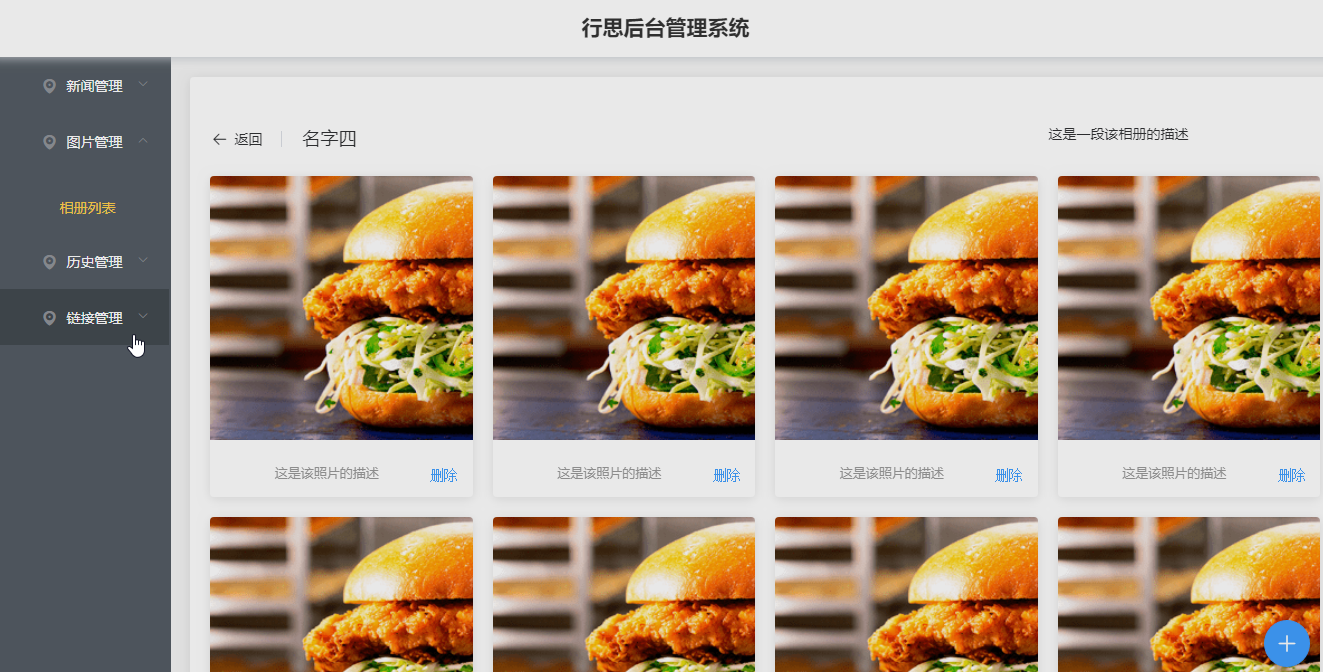 行思后台管理系统
新闻管理
图片管理
相册列表
历史管理
链接管理
返回
名字四
这是一段该相册的描述
这是该照片的描述 删除
这是该照片的描述 删除
这是该照片的描述 删除
这是该照片的描述 删除